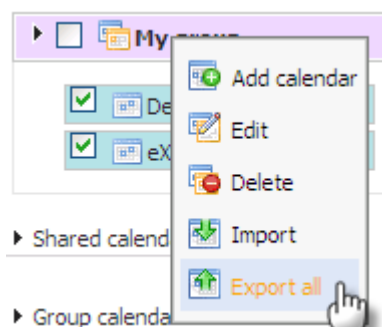 My group
Add calendar
De
Edit
eX
Delete
Shared calend
Import
Export all
Group calenda